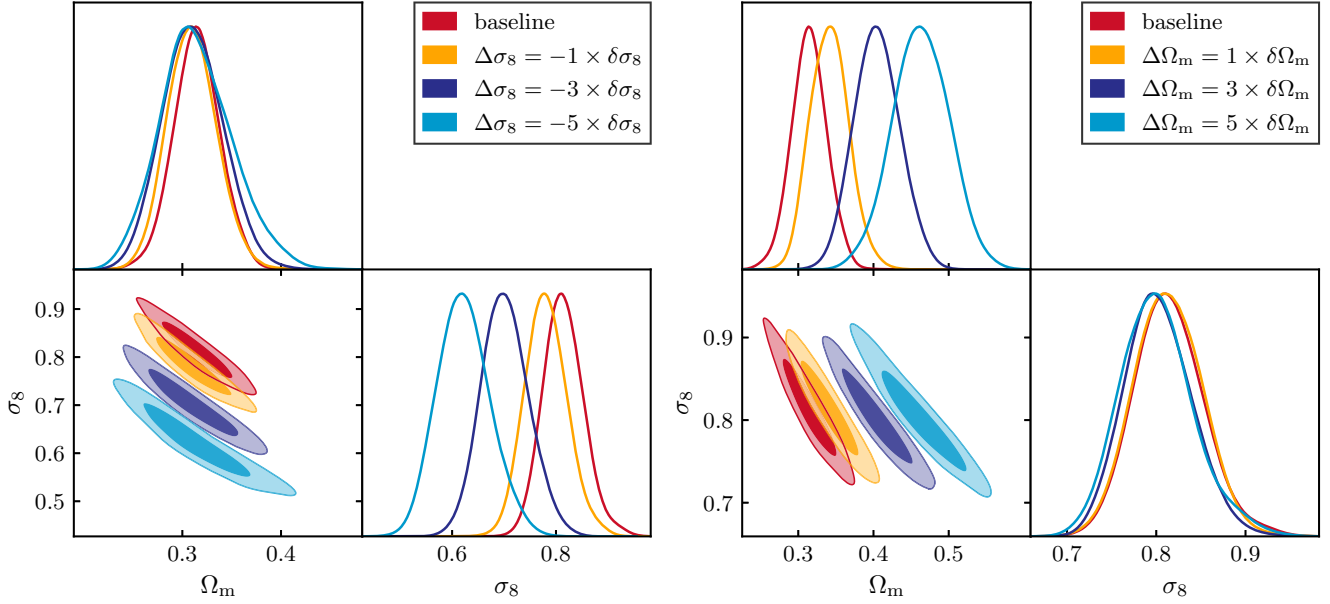 baseline
Δσ₈ = −1 × δσ₈
Δσ₈ = −3 × δσ₈
Δσ₈ = −5 × δσ₈
0.9
0.8
0.7
0.6
0.5
σ₈
0.3 0.4
Ωₘ
0.6 0.8
σ₈
baseline
ΔΩₘ = 1 × δΩₘ
ΔΩₘ = 3 × δΩₘ
ΔΩₘ = 5 × δΩₘ
0.9
0.8
0.7
σ₈
0.3 0.4 0.5
Ωₘ
0.7 0.8 0.9
σ₈